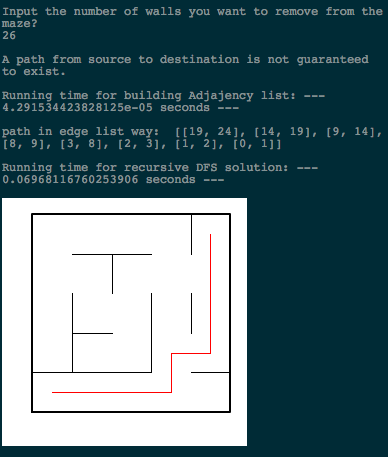 Input the number of walls you want to remove from the
maze?
26
A path from source to destination is not guaranteed
to exist.
Running time for building Adjajency list: ---
4.291534423828125e-05 seconds ---
path in edge list way:  [[19, 24], [14, 19], [9, 14],
[8, 9], [3, 8], [2, 3], [1, 2], [0, 1]]
Running time for recursive DFS solution: ---
0.06968116760253906 seconds ---